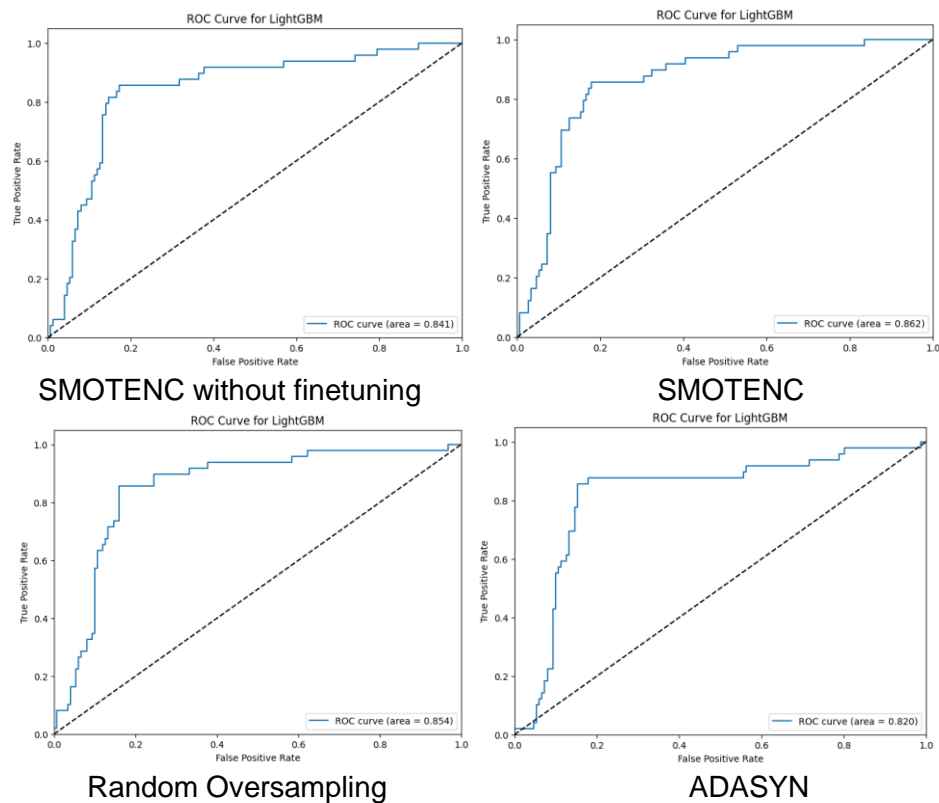 ROC Curve for LightGBM
True Positive Rate
1.0
0.8
0.6
0.4
0.2
0.0
0.0 0.2 0.4 0.6 0.8 1.0
False Positive Rate
ROC curve (area = 0.841)
SMOTENC without finetuning
ROC Curve for LightGBM
True Positive Rate
1.0
0.8
0.6
0.4
0.2
0.0
0.0 0.2 0.4 0.6 0.8 1.0
False Positive Rate
ROC curve (area = 0.862)
SMOTENC
ROC Curve for LightGBM
True Positive Rate
1.0
0.8
0.6
0.4
0.2
0.0
0.0 0.2 0.4 0.6 0.8 1.0
False Positive Rate
ROC curve (area = 0.854)
Random Oversampling
ROC Curve for LightGBM
True Positive Rate
1.0
0.8
0.6
0.4
0.2
0.0
0.0 0.2 0.4 0.6 0.8 1.0
False Positive Rate
ROC curve (area = 0.820)
ADASYN